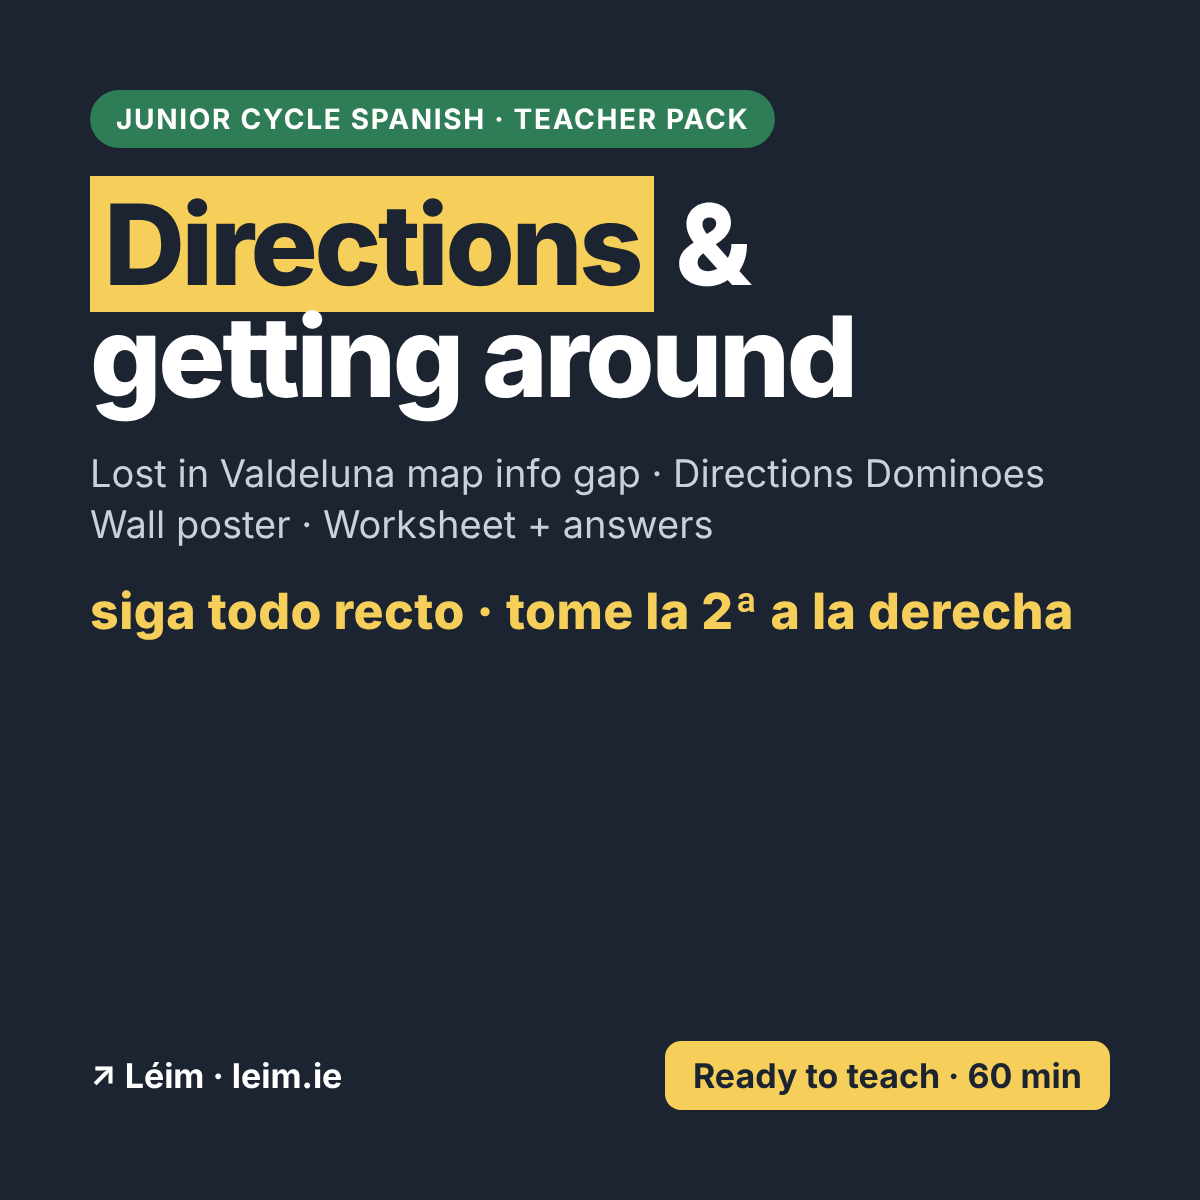 JUNIOR CYCLE SPANISH · TEACHER PACK
Directions &
getting around
Lost in Valdeluna map info gap · Directions Dominoes
Wall poster · Worksheet + answers
siga todo recto · tome la 2ª a la derecha
↗ Léim · leim.ie
Ready to teach · 60 min